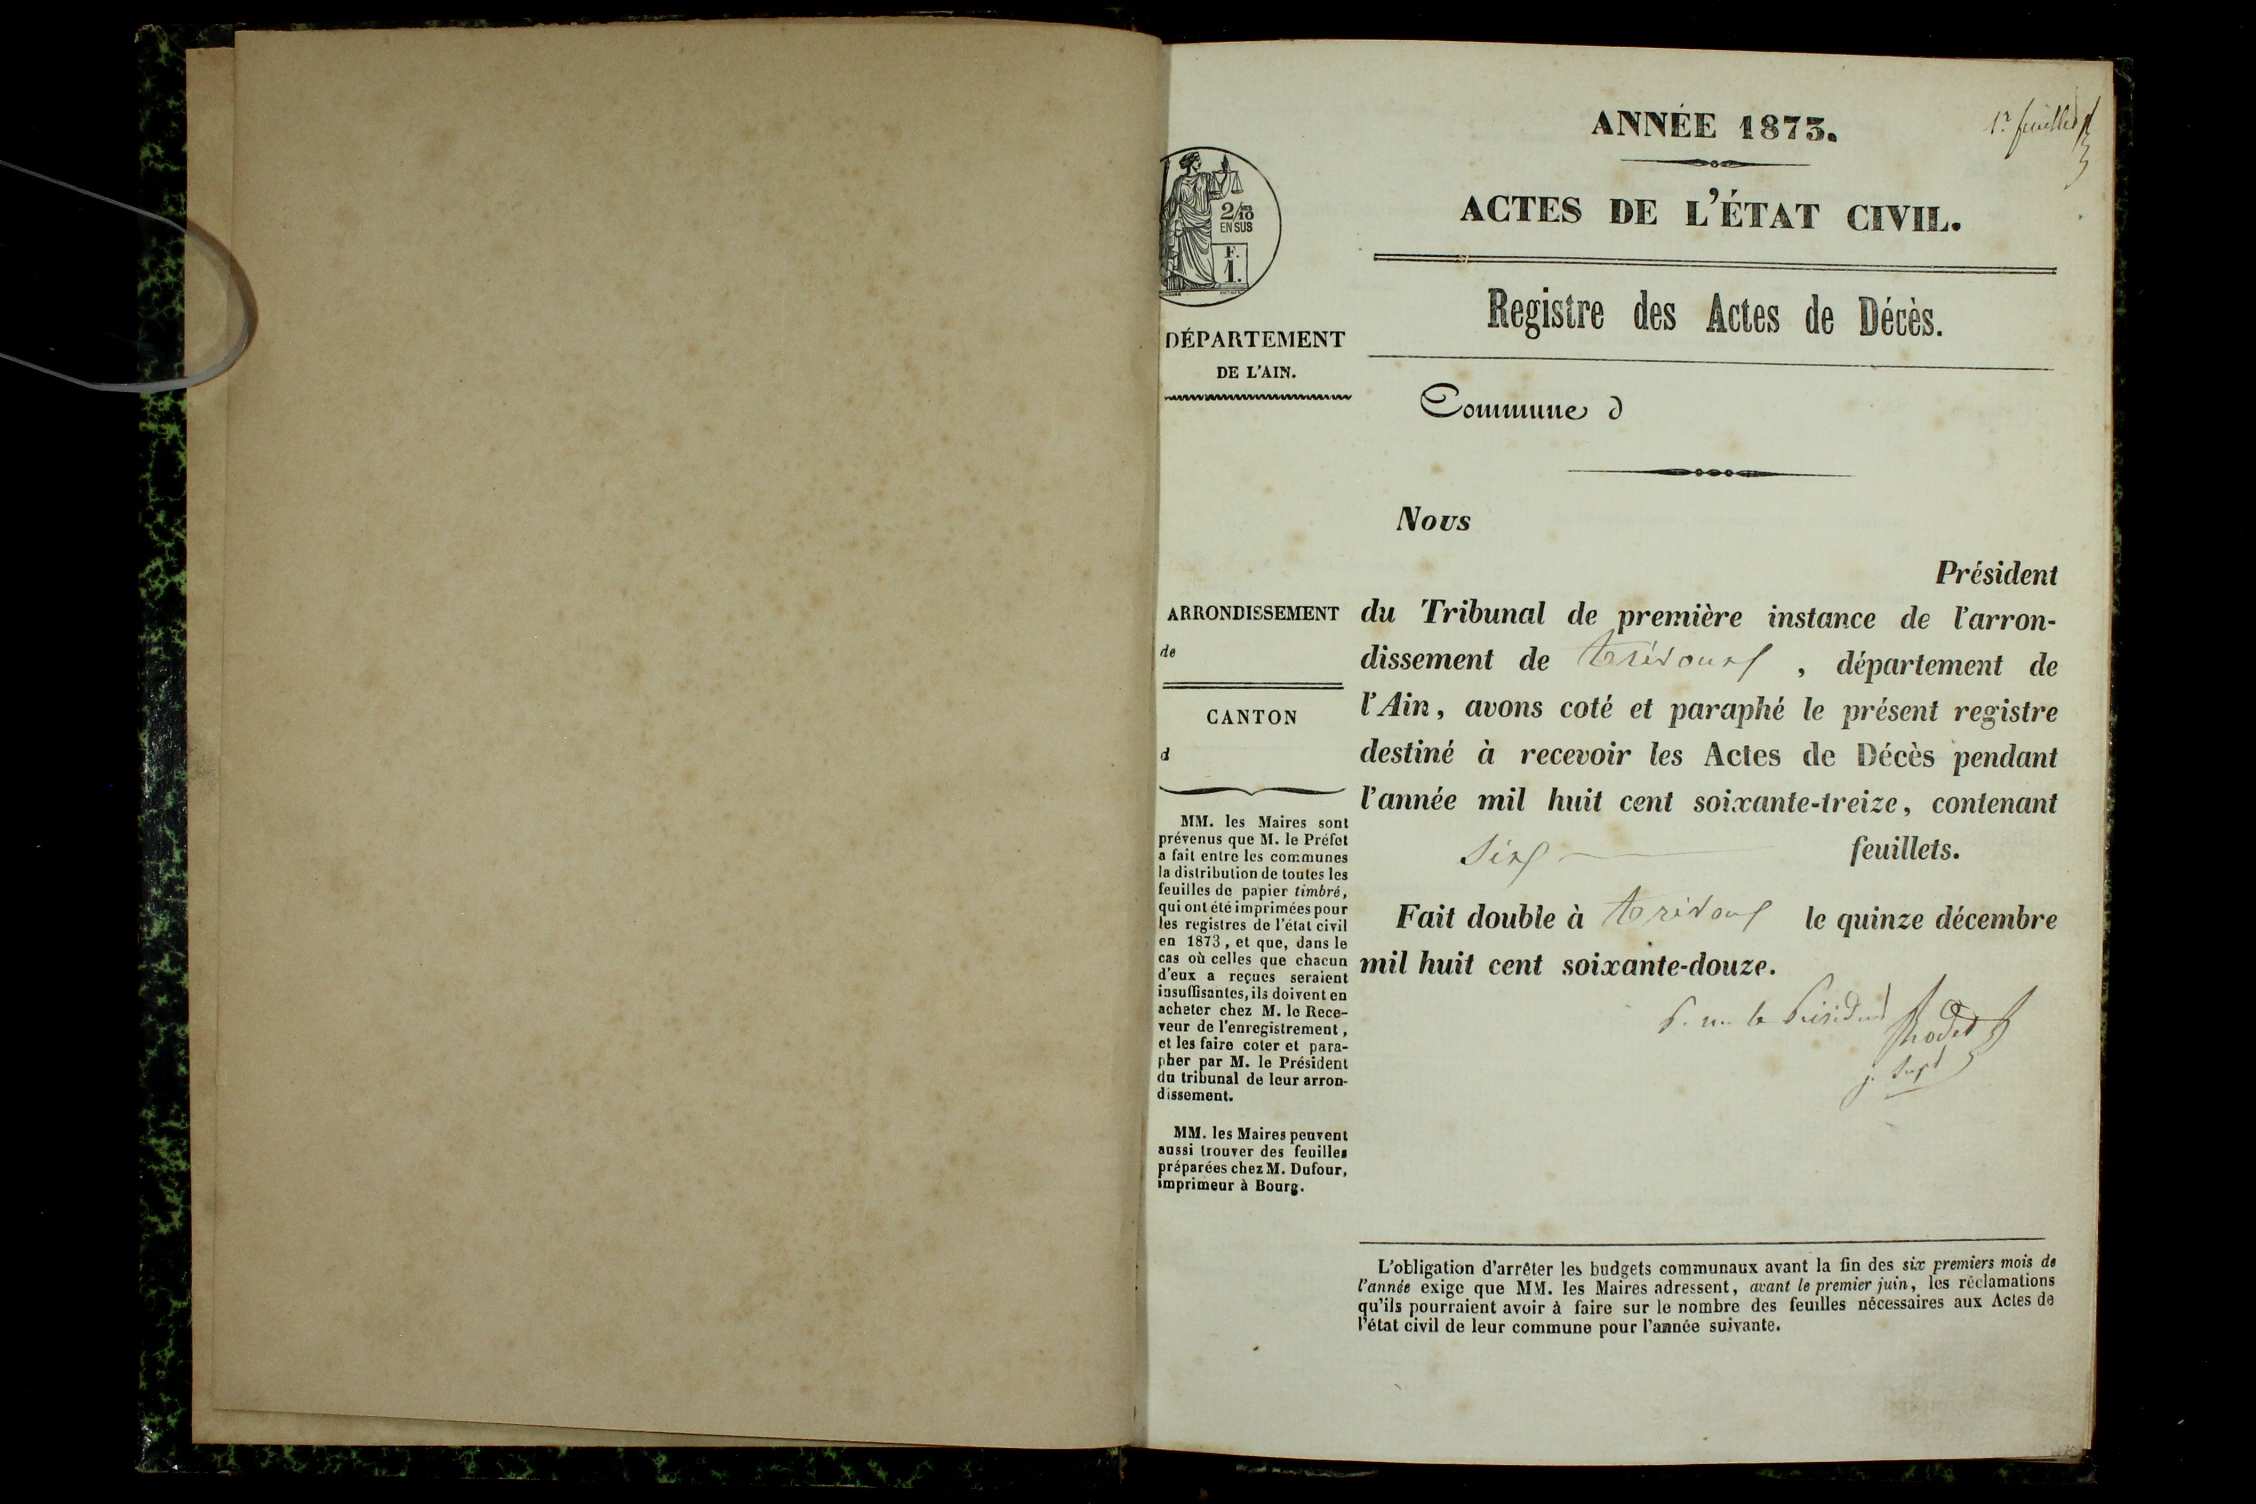 ANNÉE 1873.
1er feuillet
ACTES DE L'ÉTAT CIVIL.
2/10
EN SUS
F.
1.
Registre des Actes de Décès.
DÉPARTEMENT
DE L'AIN.
Commune d
Nous
Président
du Tribunal de première instance de l'arron-
dissement de Trévoux, département de
l'Ain, avons coté et paraphé le présent registre
destiné à recevoir les Actes de Décès pendant
l'année mil huit cent soixante-treize, contenant
Six feuillets.
Fait double à Trévoux le quinze décembre
mil huit cent soixante-douze.
P. le Président
ARRONDISSEMENT
de
CANTON
d
MM. les Maires sont
prévenus que M. le Préfet
a fait entre les communes
la distribution de toutes les
feuilles de papier timbré,
qui ont été imprimées pour
les registres de l'état civil
en 1873, et que, dans le
cas où celles que chacun
d'eux a reçues seraient
insuffisantes, ils doivent en
acheter chez M. le Rece-
veur de l'enregistrement,
et les faire coter et para-
pher par M. le Président
du tribunal de leur arron-
dissement.
MM. les Maires peuvent
aussi trouver des feuilles
préparées chez M. Dufour,
imprimeur à Bourg.
L'obligation d'arrêter les budgets communaux avant la fin des six premiers mois de
l'année exige que MM. les Maires adressent, avant le premier juin, les réclamations
qu'ils pourraient avoir à faire sur le nombre des feuilles nécessaires aux Actes de
l'état civil de leur commune pour l'année suivante.